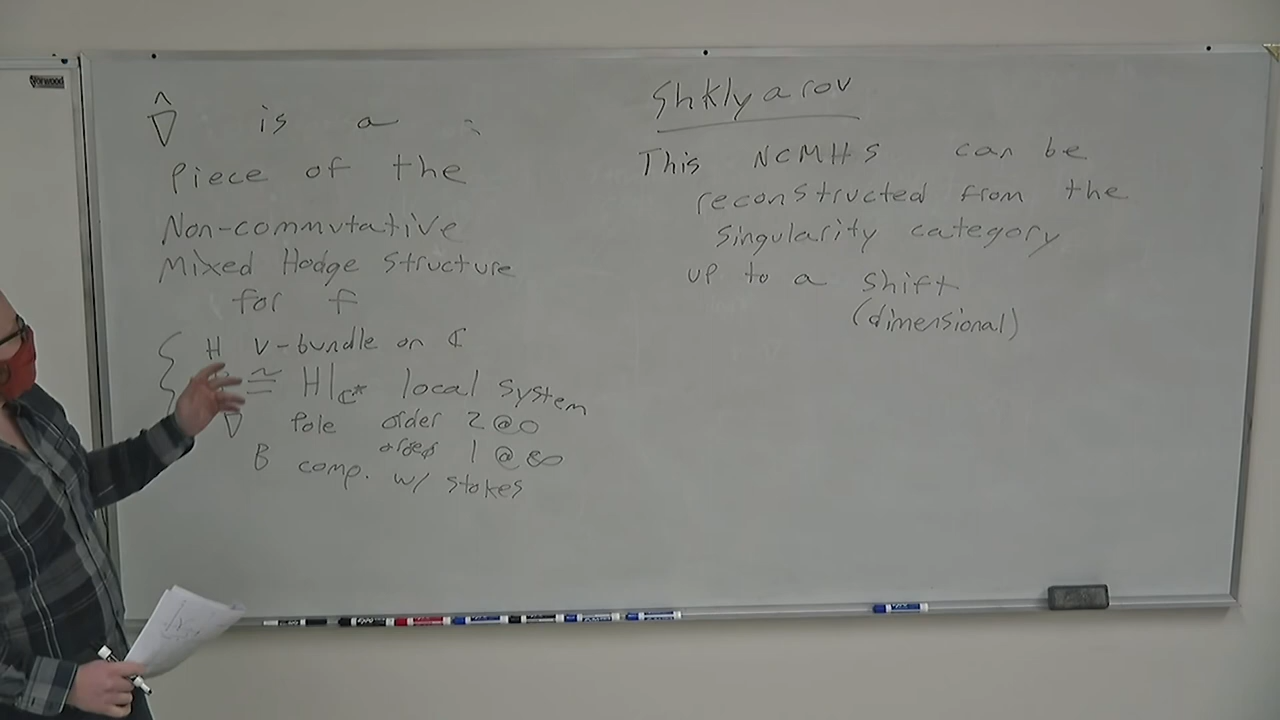 ∇̂ is a
Piece of the
Non-commutative
Mixed Hodge Structure
for f
{ H V-bundle on ℂ
≅ H|ℂ* local system
∇ Pole order 2 @ 0
order 1 @ ∞
B comp. w/ Stokes
Shklyarov
This NCMHS can be
reconstructed from the
singularity category
up to a shift
(dimensional)